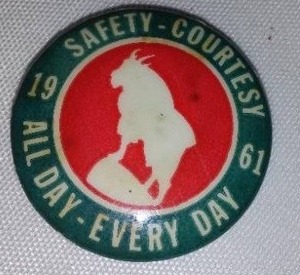 SAFETY - COURTESY
19 61
ALL DAY - EVERY DAY